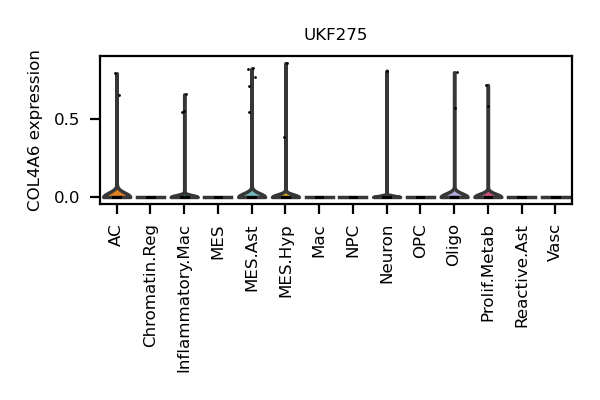 UKF275
COL4A6 expression
0.5
0.0
AC
Chromatin.Reg
Inflammatory.Mac
MES
MES.Ast
MES.Hyp
Mac
NPC
Neuron
OPC
Oligo
Prolif.Metab
Reactive.Ast
Vasc